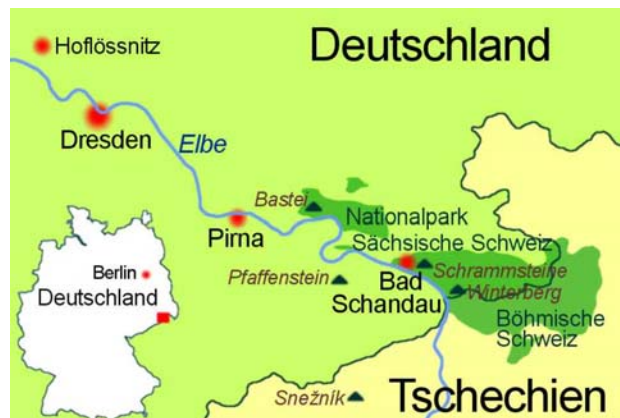 Deutschland
Hoflössnitz
Dresden
Elbe
Bastei
Nationalpark
Sächsische Schweiz
Pirna
Pfaffenstein
Bad
Schandau
Schrammsteine
Winterberg
Böhmische
Schweiz
Berlin
Deutschland
Snežník
Tschechien